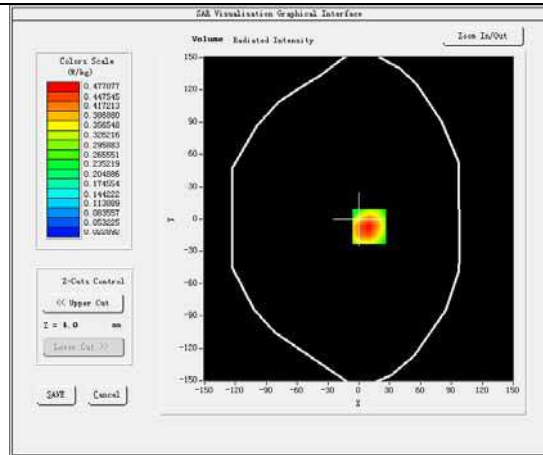 SAR Visualisation Graphical Interface
Volume Radiated Intensity
Zoom In/Out
Colors Scale
(W/kg)
0.477077
0.447545
0.417213
0.386880
0.356548
0.326216
0.295883
0.265551
0.235219
0.204886
0.174554
0.144222
0.113889
0.083557
0.053225
Z-Cuts Control
<< Upper Cut
Z = 4.0 mm
Lower Cut >>
SAVE Cancel
150
120
90
60
30
0
-30
-60
-90
-120
-150
Y
-150 -120 -90 -60 -30 0 30 60 90 120 150
X